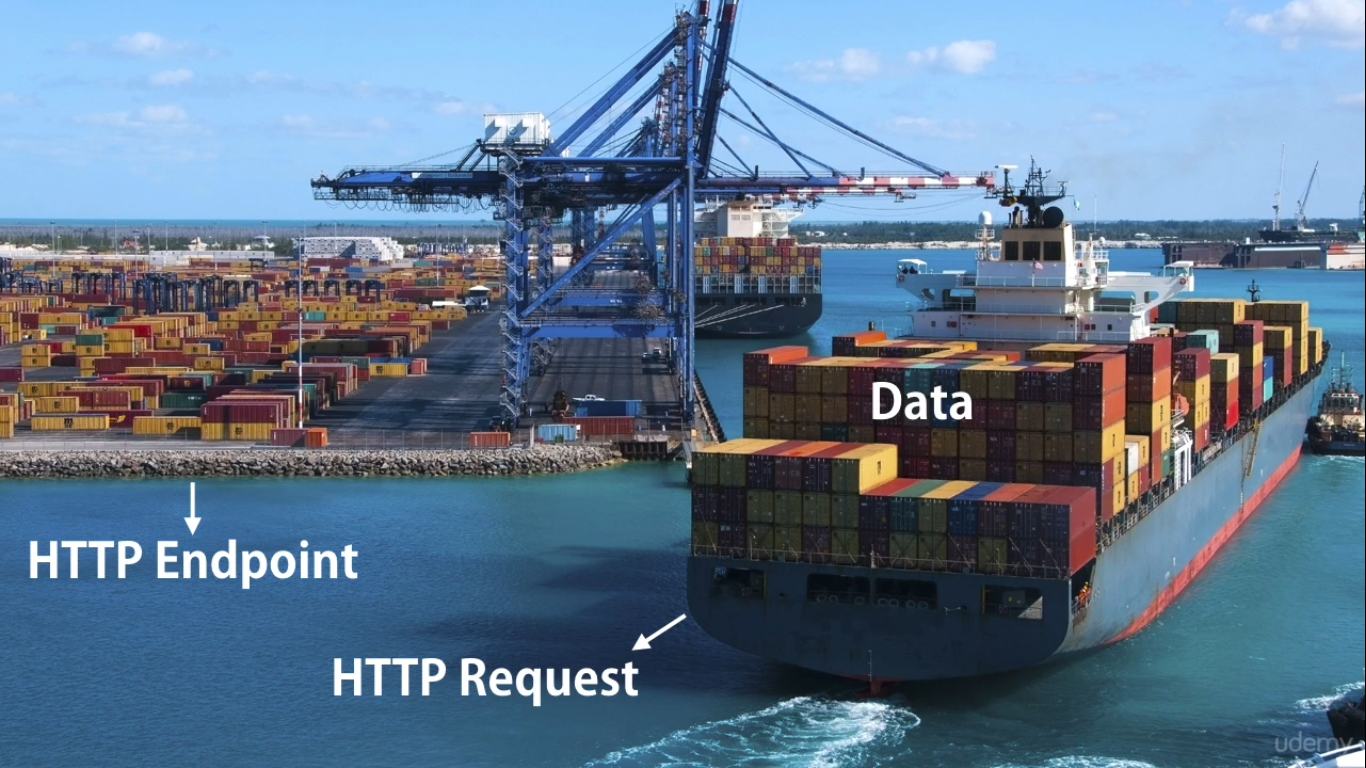 Data
HTTP Endpoint
HTTP Request
udemy